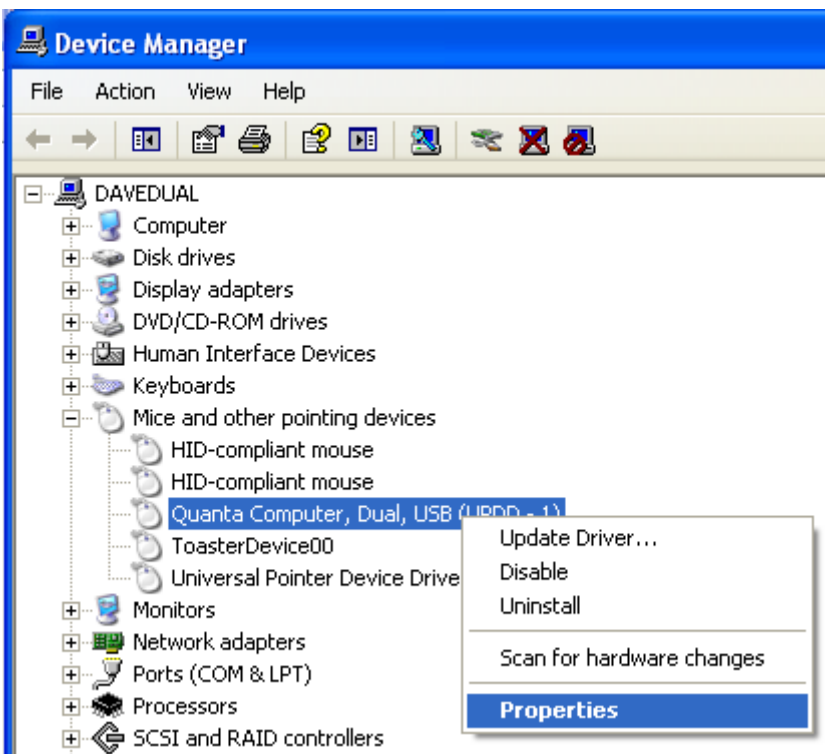 Device Manager
File Action View Help
DAVEDUAL
Computer
Disk drives
Display adapters
DVD/CD-ROM drives
Human Interface Devices
Keyboards
Mice and other pointing devices
HID-compliant mouse
HID-compliant mouse
Quanta Computer, Dual, USB (UPDD - 1)
ToasterDevice00
Universal Pointer Device Drive
Monitors
Network adapters
Ports (COM & LPT)
Processors
SCSI and RAID controllers
Update Driver...
Disable
Uninstall
Scan for hardware changes
Properties